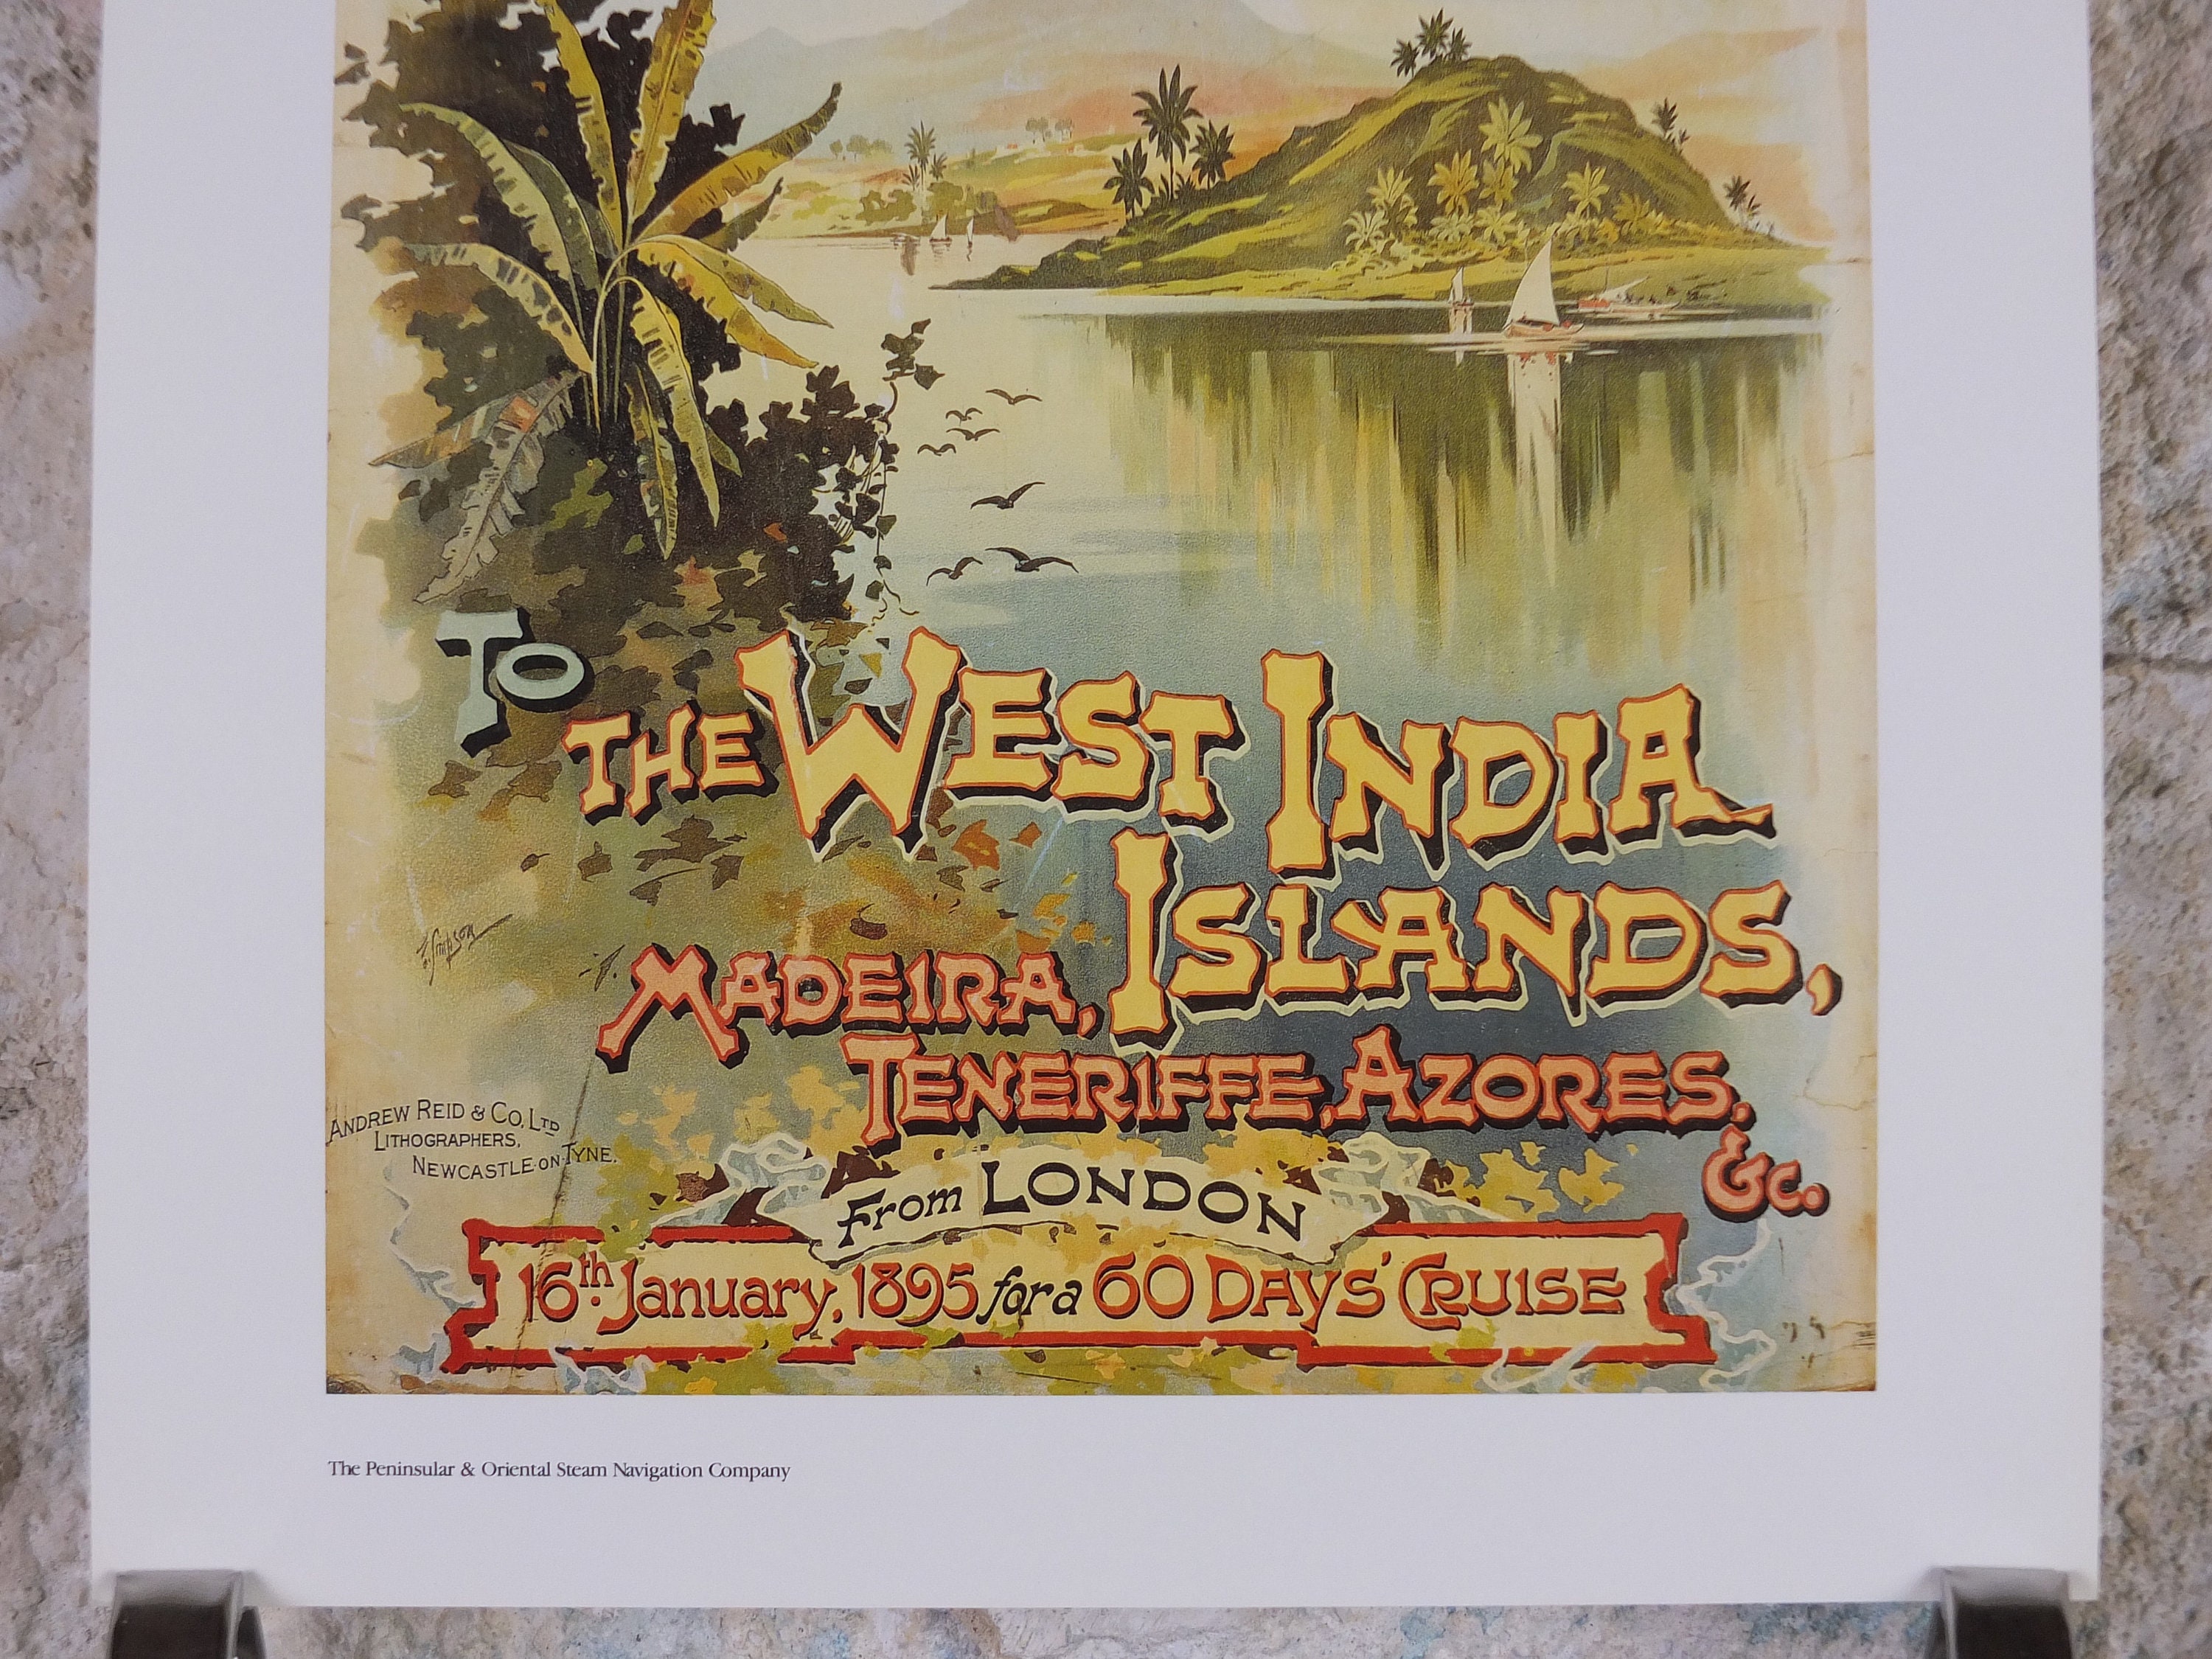 To
THE WEST INDIA
ISLANDS,
MADEIRA,
TENERIFFE, AZORES,
&c.
Simpson
ANDREW REID & CO, LTD
LITHOGRAPHERS,
NEWCASTLE-ON-TYNE.
From LONDON
16th January, 1895 for a 60 DAYS' CRUISE
The Peninsular & Oriental Steam Navigation Company